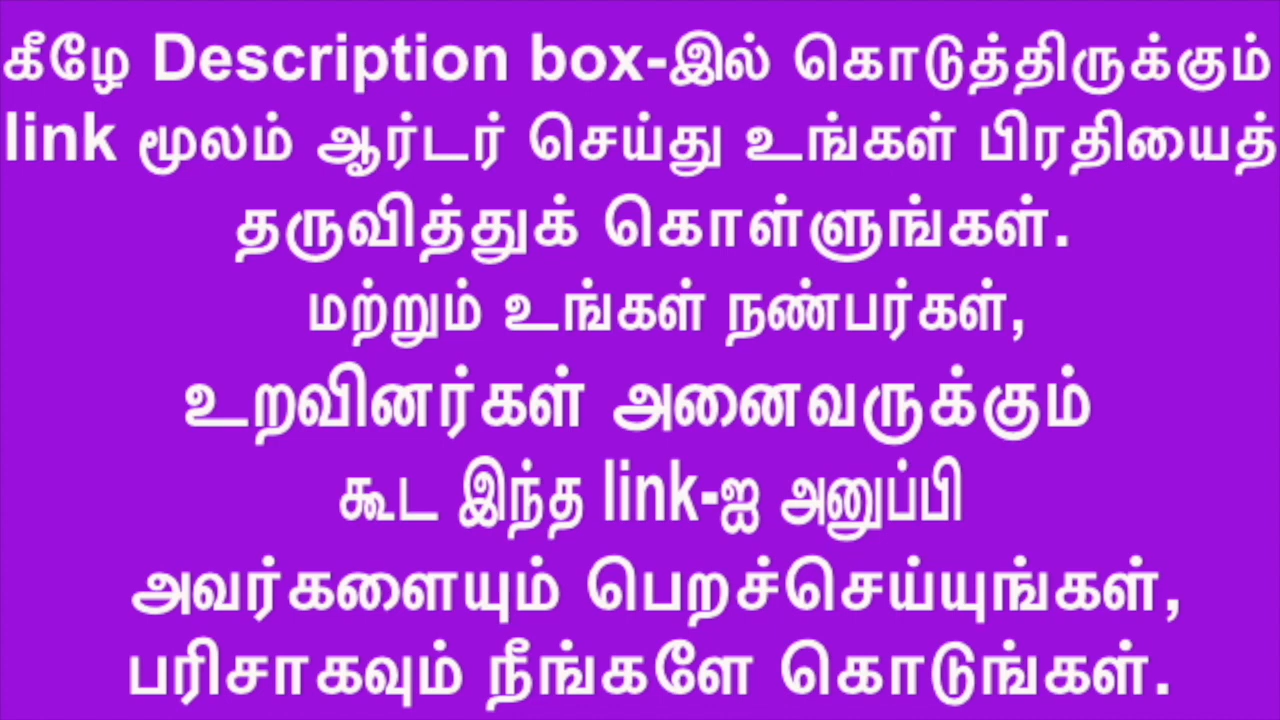 கீழே Description box-இல் கொடுத்திருக்கும்
link மூலம் ஆர்டர் செய்து உங்கள் பிரதியைத்
தருவித்துக் கொள்ளுங்கள்.
மற்றும் உங்கள் நண்பர்கள்,
உறவினர்கள் அனைவருக்கும்
கூட இந்த link-ஐ அனுப்பி
அவர்களையும் பெறச்செய்யுங்கள்,
பரிசாகவும் நீங்களே கொடுங்கள்.